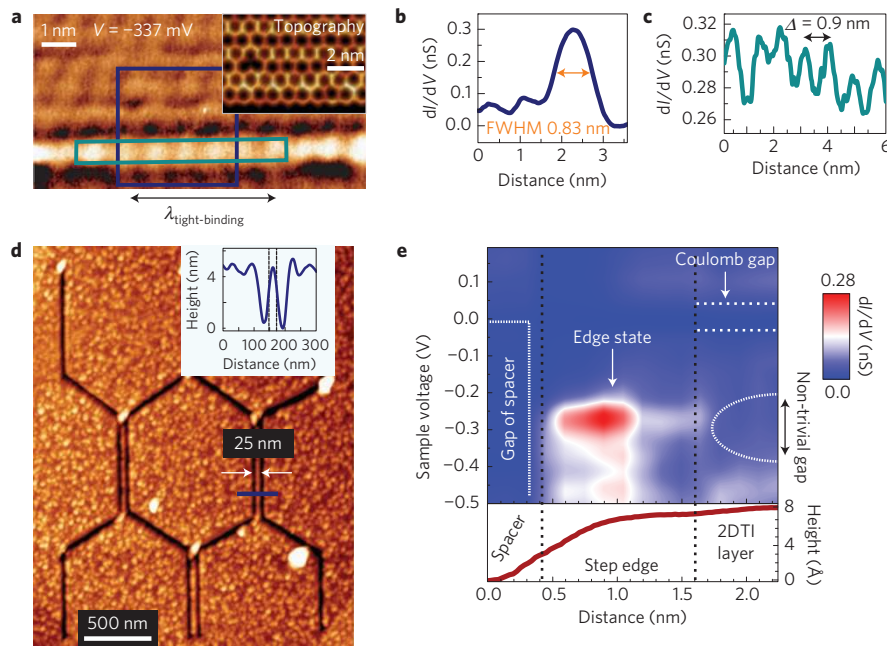 a
1 nm
V = −337 mV
Topography
2 nm
λtight-binding
b
dI/dV (nS)
0.3
0.2
0.1
0.0
FWHM 0.83 nm
0 1 2 3
Distance (nm)
c
Δ = 0.9 nm
dI/dV (nS)
0.32
0.30
0.28
0.26
0 2 4 6
Distance (nm)
d
Height (nm)
4
0
0 100 200 300
Distance (nm)
25 nm
500 nm
e
Sample voltage (V)
0.1
0.0
−0.1
−0.2
−0.3
−0.4
−0.5
Gap of spacer
Edge state
Coulomb gap
0.28
dI/dV (nS)
0.0
Non-trivial gap
Spacer
Step edge
2DTI
layer
8
4
0
Height (Å)
0.0 0.5 1.0 1.5 2.0
Distance (nm)